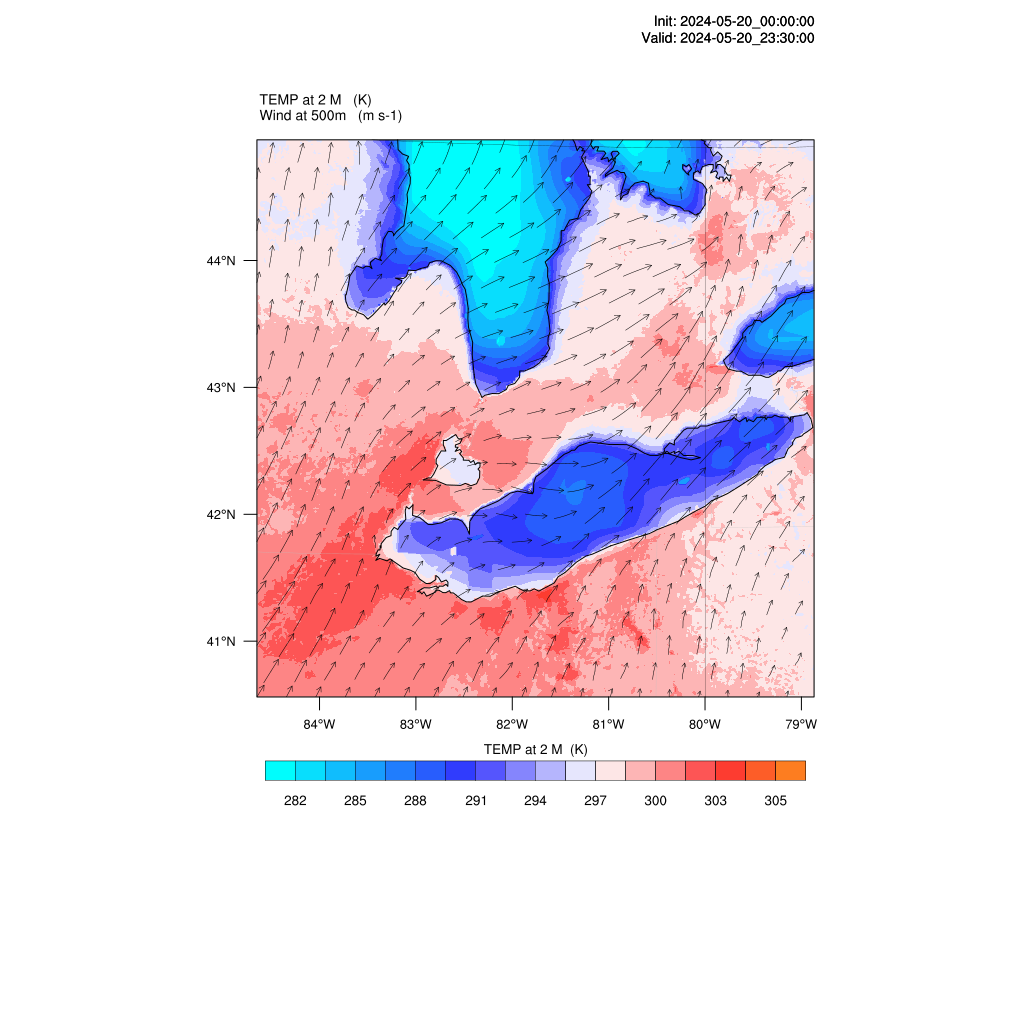 Init: 2024-05-20_00:00:00
Valid: 2024-05-20_23:30:00
TEMP at 2 M (K)
Wind at 500m (m s-1)
44°N
43°N
42°N
41°N
84°W 83°W 82°W 81°W 80°W 79°W
TEMP at 2 M (K)
282 285 288 291 294 297 300 303 305